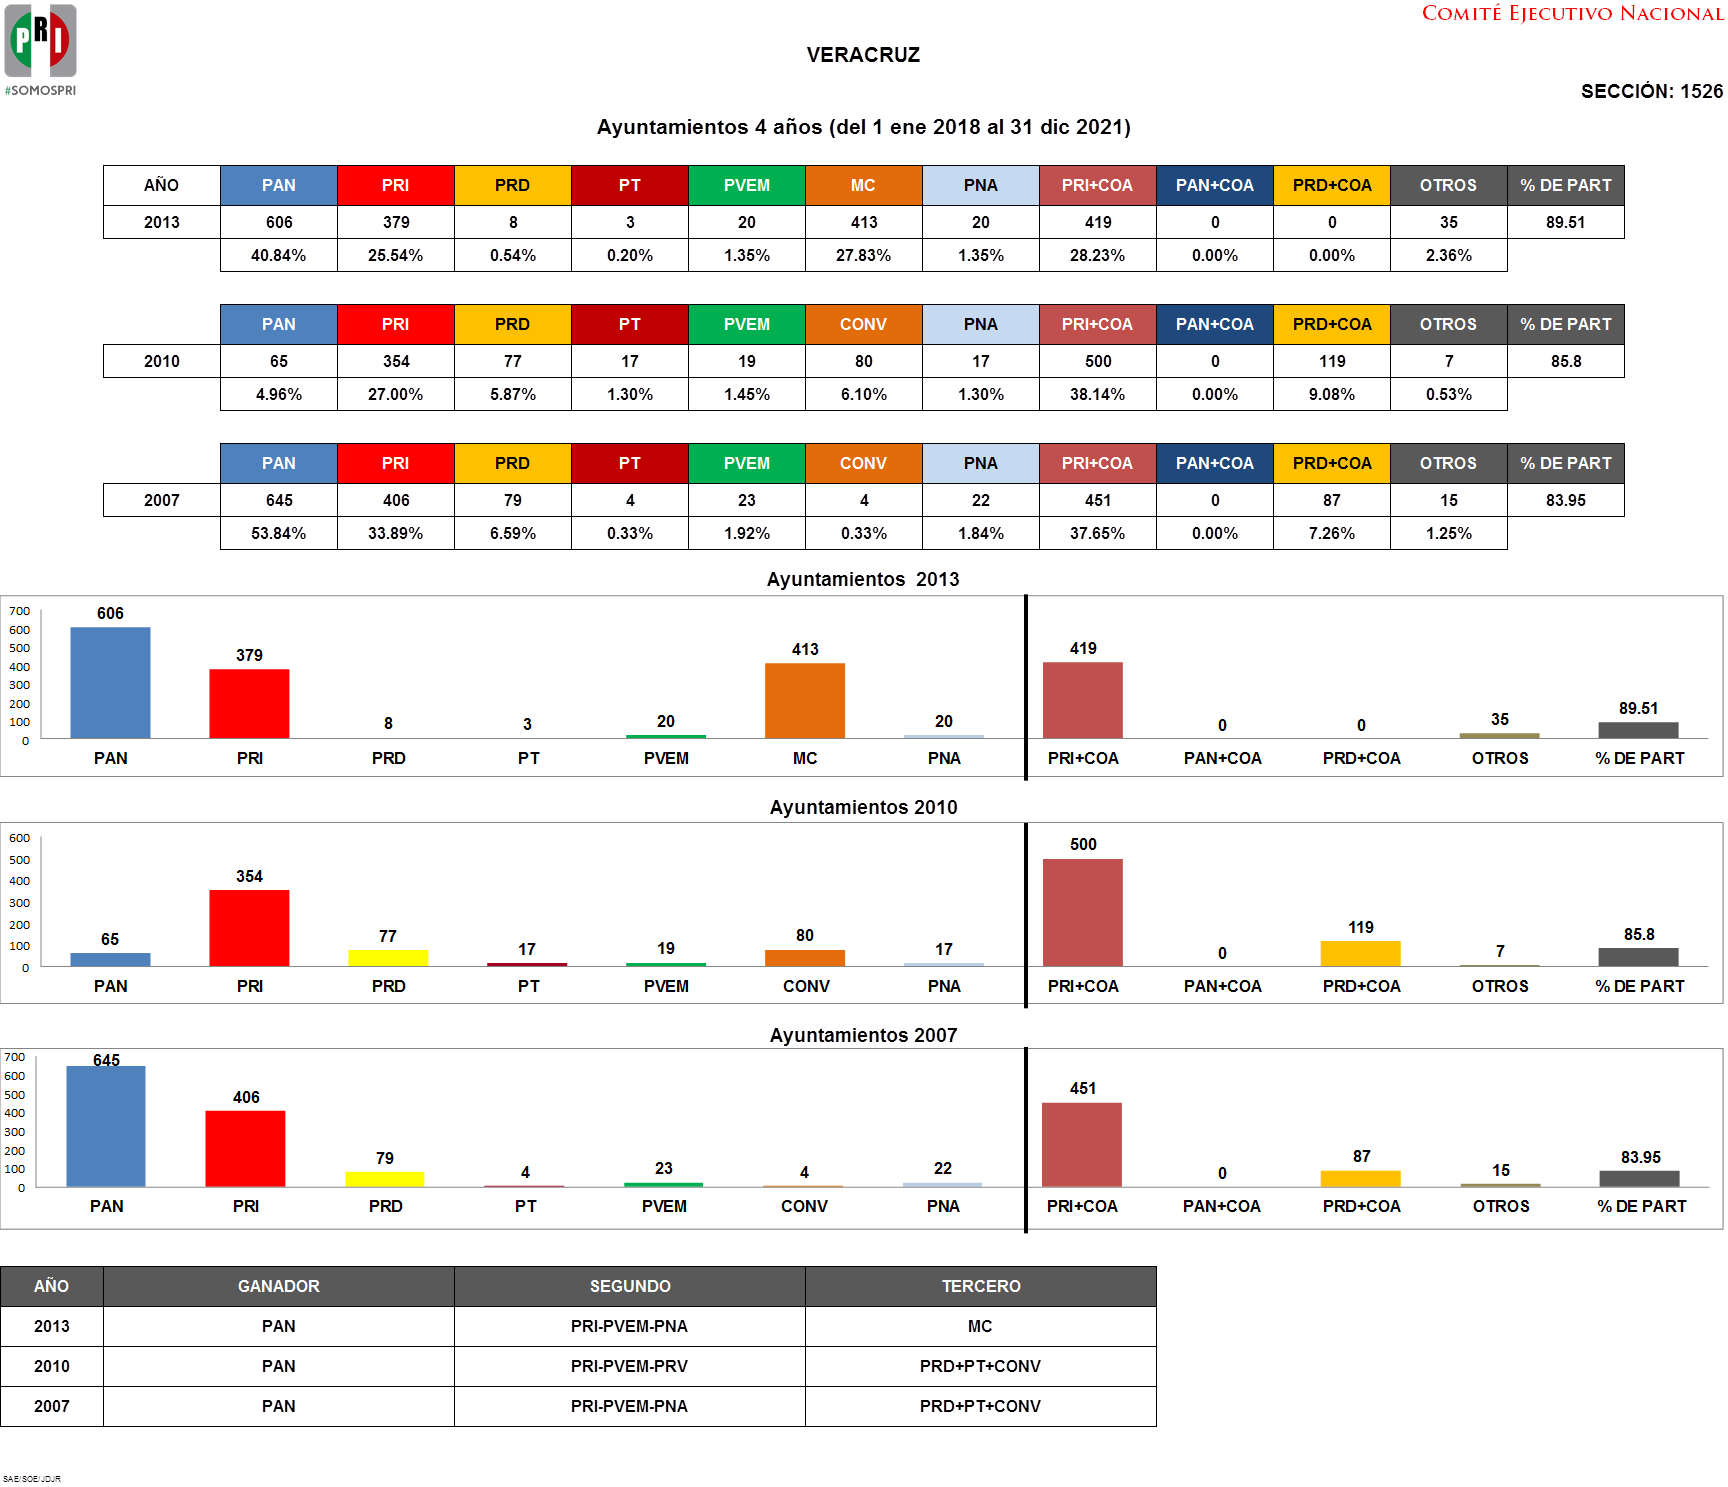 PRI
#SOMOSPRI
COMITÉ EJECUTIVO NACIONAL
VERACRUZ
SECCIÓN: 1526
Ayuntamientos 4 años (del 1 ene 2018 al 31 dic 2021)
AÑO PAN PRI PRD PT PVEM MC PNA PRI+COA PAN+COA PRD+COA OTROS % DE PART
2013 606 379 8 3 20 413 20 419 0 0 35 89.51
40.84% 25.54% 0.54% 0.20% 1.35% 27.83% 1.35% 28.23% 0.00% 0.00% 2.36%
PAN PRI PRD PT PVEM CONV PNA PRI+COA PAN+COA PRD+COA OTROS % DE PART
2010 65 354 77 17 19 80 17 500 0 119 7 85.8
4.96% 27.00% 5.87% 1.30% 1.45% 6.10% 1.30% 38.14% 0.00% 9.08% 0.53%
PAN PRI PRD PT PVEM CONV PNA PRI+COA PAN+COA PRD+COA OTROS % DE PART
2007 645 406 79 4 23 4 22 451 0 87 15 83.95
53.84% 33.89% 6.59% 0.33% 1.92% 0.33% 1.84% 37.65% 0.00% 7.26% 1.25%
Ayuntamientos 2013
700
600
500
400
300
200
100
0
606 379 8 3 20 413 20 419 0 0 35 89.51
PAN PRI PRD PT PVEM MC PNA PRI+COA PAN+COA PRD+COA OTROS % DE PART
Ayuntamientos 2010
600
500
400
300
200
100
0
65 354 77 17 19 80 17 500 0 119 7 85.8
PAN PRI PRD PT PVEM CONV PNA PRI+COA PAN+COA PRD+COA OTROS % DE PART
Ayuntamientos 2007
700
600
500
400
300
200
100
0
645 406 79 4 23 4 22 451 0 87 15 83.95
PAN PRI PRD PT PVEM CONV PNA PRI+COA PAN+COA PRD+COA OTROS % DE PART
AÑO GANADOR SEGUNDO TERCERO
2013 PAN PRI-PVEM-PNA MC
2010 PAN PRI-PVEM-PRV PRD+PT+CONV
2007 PAN PRI-PVEM-PNA PRD+PT+CONV
SAE/SOE/JDJR